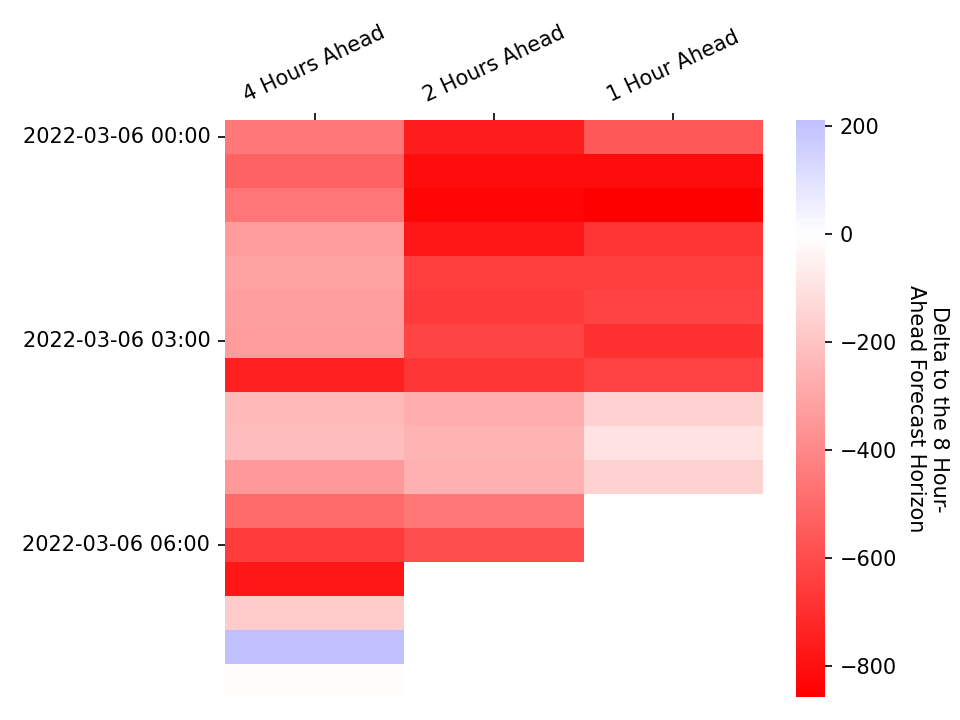 4 Hours Ahead
2 Hours Ahead
1 Hour Ahead
2022-03-06 00:00
2022-03-06 03:00
2022-03-06 06:00
200
0
−200
−400
−600
−800
Delta to the 8 Hour-
Ahead Forecast Horizon